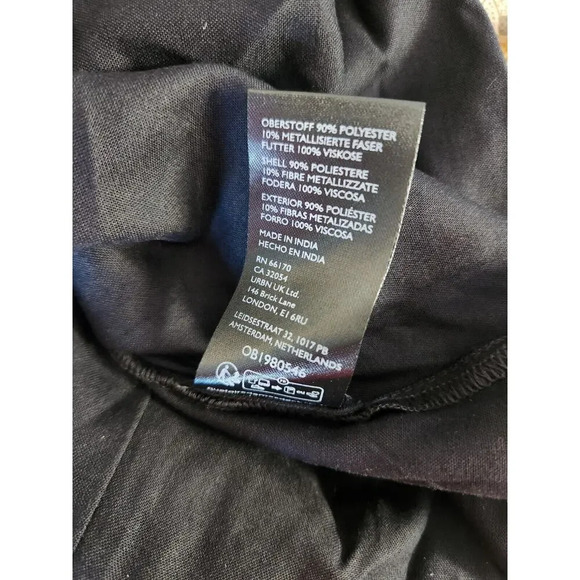 OBERSTOFF 90% POLYESTER
10% METALLISIERTE FASER
FUTTER 100% VISKOSE
SHELL 90% POLIESTERE
10% FIBRE METALLIZZATE
FODERA 100% VISCOSA
EXTERIOR 90% POLIÉSTER
10% FIBRAS METALIZADAS
FORRO 100% VISCOSA
MADE IN INDIA
HECHO EN INDIA
RN 66170
CA 32054
URBN UK Ltd.
146 Brick Lane
LONDON, E1 6RU
LEIDSESTRAAT 32, 1017 PB
AMSTERDAM, NETHERLANDS
OB1980546